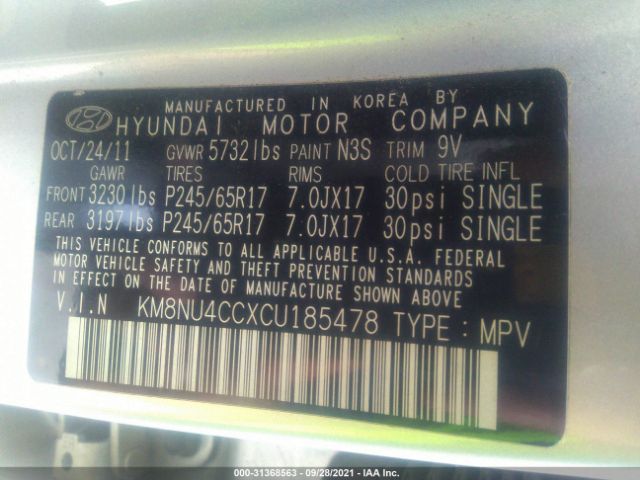 MANUFACTURED IN KOREA BY
HYUNDAI MOTOR COMPANY
OCT/24/11 GVWR 5732lbs PAINT N3S TRIM 9V
GAWR TIRES RIMS COLD TIRE INFL
FRONT 3230lbs P245/65R17 7.0JX17 30psi SINGLE
REAR 3197lbs P245/65R17 7.0JX17 30psi SINGLE
THIS VEHICLE CONFORMS TO ALL APPLICABLE U.S.A. FEDERAL
MOTOR VEHICLE SAFETY AND THEFT PREVENTION STANDARDS
IN EFFECT ON THE DATE OF MANUFACTURE SHOWN ABOVE.
V.I.N KM8NU4CCXCU185478 TYPE : MPV
000-31368563 - 09/28/2021 - IAA Inc.